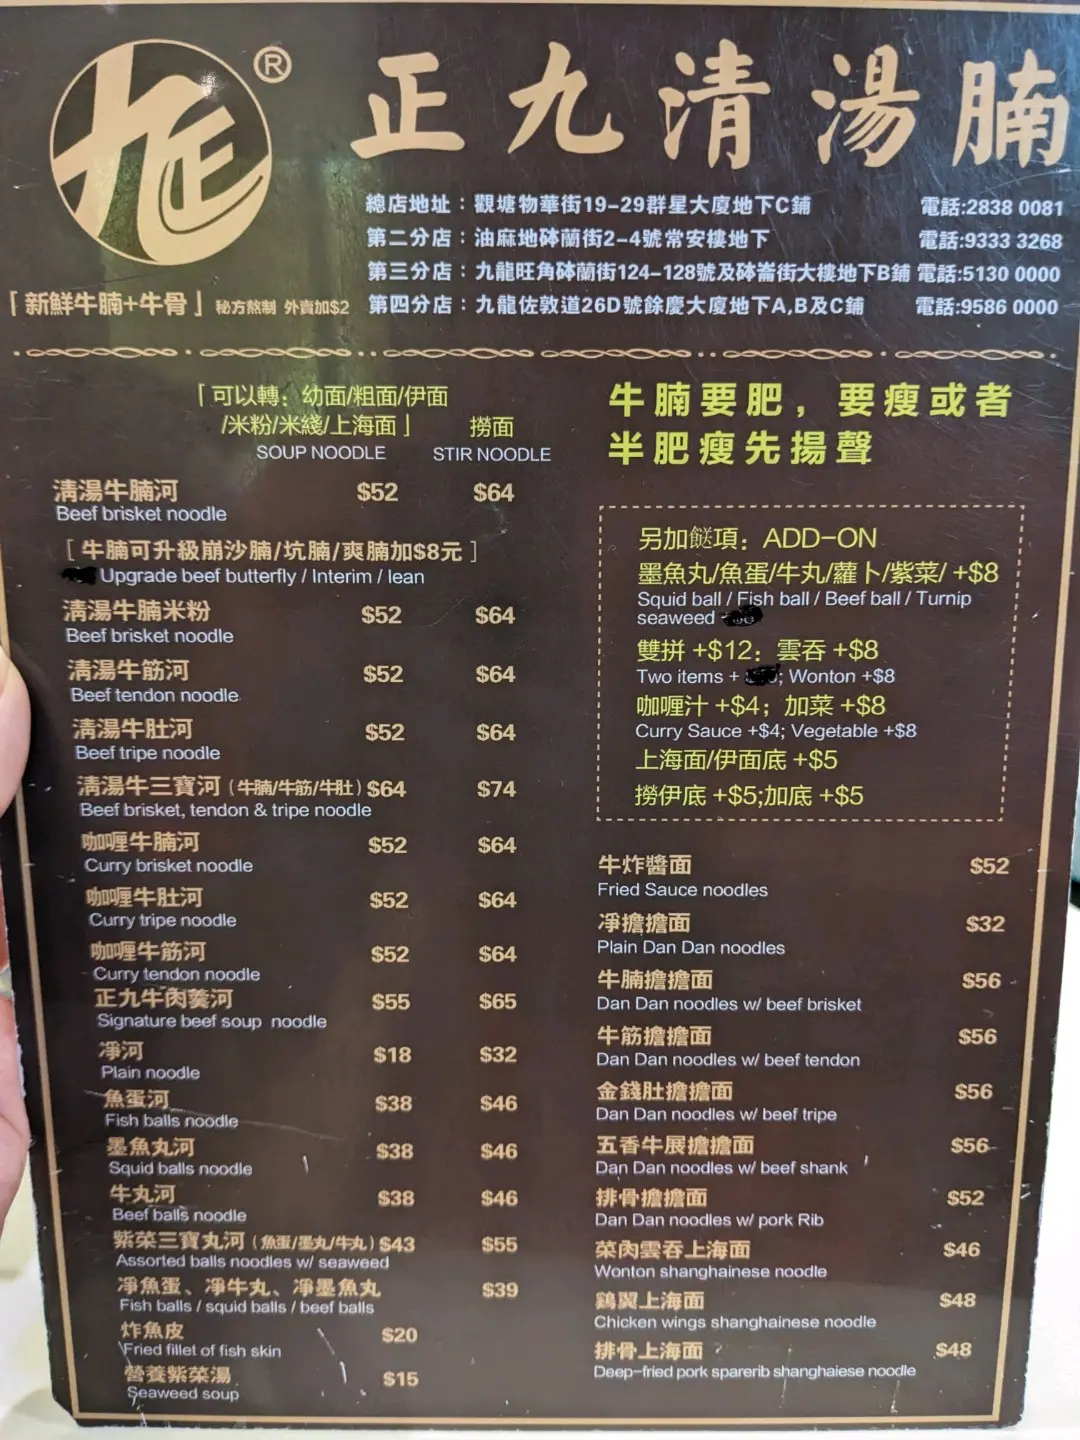 正九清湯腩
®
總店地址：觀塘物華街19-29群星大廈地下C鋪 電話:2838 0081
第二分店：油麻地砵蘭街2-4號常安樓地下 電話:9333 3268
第三分店：九龍旺角砵蘭街124-128號及砵崙街大樓地下B鋪 電話:5130 0000
第四分店：九龍佐敦道26D號餘慶大廈地下A,B及C鋪 電話:9586 0000
「新鮮牛腩+牛骨」秘方熬制 外賣加$2
「可以轉：幼面/粗面/伊面
/米粉/米綫/上海面」 撈面
SOUP NOODLE STIR NOODLE
清湯牛腩河 $52 $64
Beef brisket noodle
[ 牛腩可升級崩沙腩/坑腩/爽腩加$8元 ]
Upgrade beef butterfly / Interim / lean
清湯牛腩米粉 $52 $64
Beef brisket noodle
清湯牛筋河 $52 $64
Beef tendon noodle
清湯牛肚河 $52 $64
Beef tripe noodle
清湯牛三寶河（牛腩/牛筋/牛肚）$64 $74
Beef brisket, tendon & tripe noodle
咖喱牛腩河 $52 $64
Curry brisket noodle
咖喱牛肚河 $52 $64
Curry tripe noodle
咖喱牛筋河 $52 $64
Curry tendon noodle
正九牛肉羹河 $55 $65
Signature beef soup noodle
凈河 $18 $32
Plain noodle
魚蛋河 $38 $46
Fish balls noodle
墨魚丸河 $38 $46
Squid balls noodle
牛丸河 $38 $46
Beef balls noodle
紫菜三寶丸河（魚蛋/墨丸/牛丸）$43 $55
Assorted balls noodles w/ seaweed
凈魚蛋、凈牛丸、凈墨魚丸 $39
Fish balls / squid balls / beef balls
炸魚皮 $20
Fried fillet of fish skin
營養紫菜湯 $15
Seaweed soup
牛腩要肥，要瘦或者
半肥瘦先揚聲
另加餸項：ADD-ON
墨魚丸/魚蛋/牛丸/蘿卜/紫菜/ +$8
Squid ball / Fish ball / Beef ball / Turnip
seaweed
雙拼 +$12：雲吞 +$8
Two items + ; Wonton +$8
咖喱汁 +$4；加菜 +$8
Curry Sauce +$4; Vegetable +$8
上海面/伊面底 +$5
撈伊底 +$5;加底 +$5
牛炸醬面 $52
Fried Sauce noodles
凈擔擔面 $32
Plain Dan Dan noodles
牛腩擔擔面 $56
Dan Dan noodles w/ beef brisket
牛筋擔擔面 $56
Dan Dan noodles w/ beef tendon
金錢肚擔擔面 $56
Dan Dan noodles w/ beef tripe
五香牛展擔擔面 $56
Dan Dan noodles w/ beef shank
排骨擔擔面 $52
Dan Dan noodles w/ pork Rib
菜肉雲吞上海面 $46
Wonton shanghainese noodle
鷄翼上海面 $48
Chicken wings shanghainese noodle
排骨上海面 $48
Deep-fried pork sparerib shanghaiese noodle